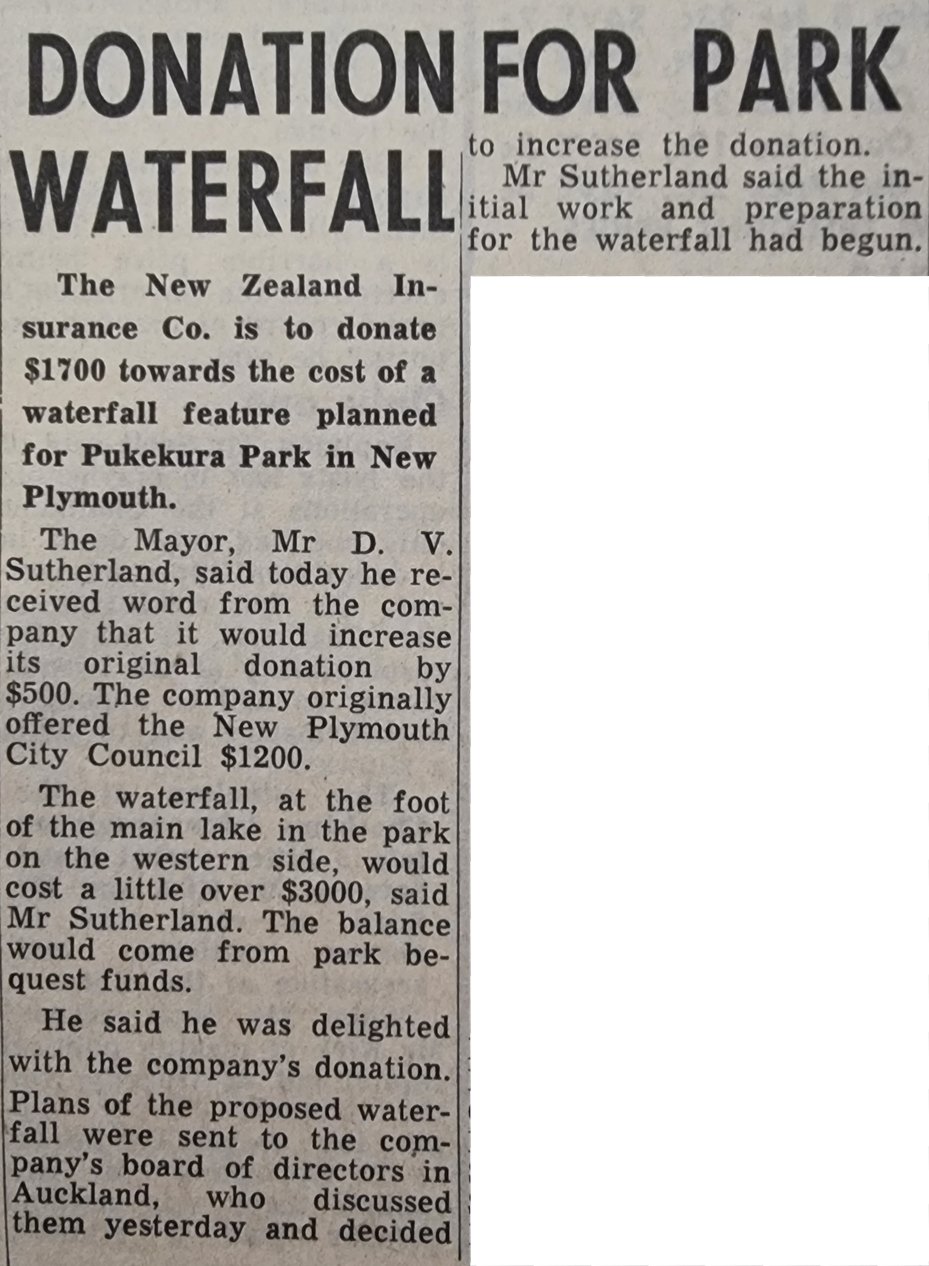 DONATION FOR PARK
WATERFALL
The New Zealand In-
surance Co. is to donate
$1700 towards the cost of a
waterfall feature planned
for Pukekura Park in New
Plymouth.
The Mayor, Mr D. V.
Sutherland, said today he re-
ceived word from the com-
pany that it would increase
its original donation by
$500. The company originally
offered the New Plymouth
City Council $1200.
The waterfall, at the foot
of the main lake in the park
on the western side, would
cost a little over $3000, said
Mr Sutherland. The balance
would come from park be-
quest funds.
He said he was delighted
with the company's donation.
Plans of the proposed water-
fall were sent to the com-
pany's board of directors in
Auckland, who discussed
them yesterday and decided
to increase the donation.
Mr Sutherland said the in-
itial work and preparation
for the waterfall had begun.